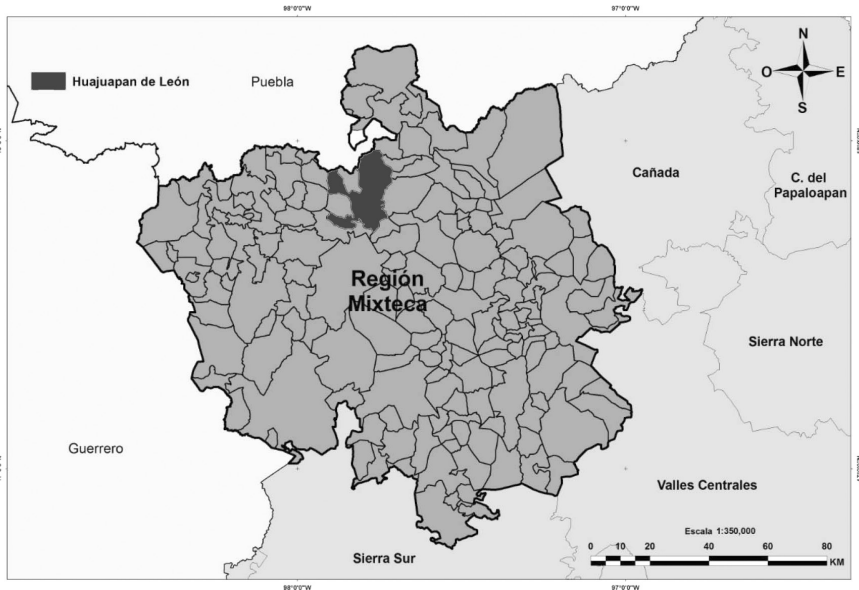 98°0'0"W
97°0'0"W
N
O
E
S
Huajuapan de León
Puebla
Cañada
C. del
Papaloapan
Región
Mixteca
Sierra Norte
Guerrero
Valles Centrales
Sierra Sur
Escala 1:350,000
0 5 10 20 40 60 80
KM
98°0'0"W
97°0'0"W